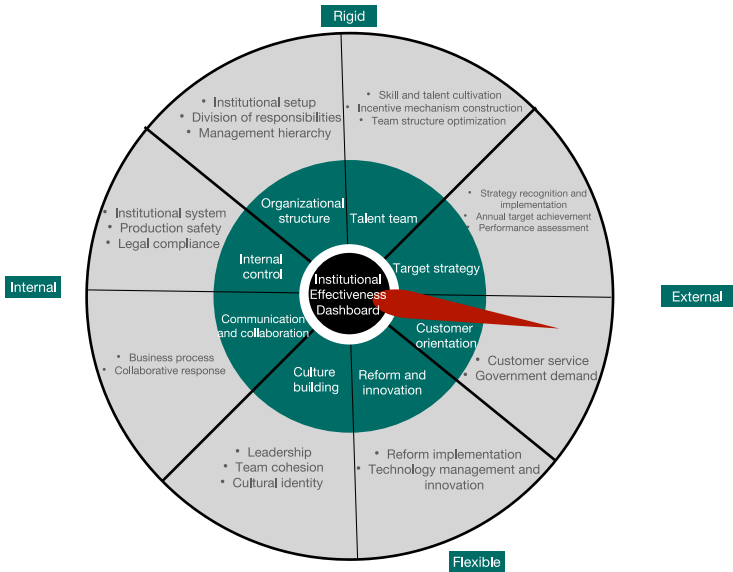 Rigid
• Skill and talent cultivation
• Incentive mechanism construction
• Team structure optimization
• Institutional setup
• Division of responsibilities
• Management hierarchy
• Strategy recognition and
implementation
• Annual target achievement
• Performance assessment
• Institutional system
• Production safety
• Legal compliance
Organizational
structure
Talent team
Internal
control
Target strategy
Institutional
Effectiveness
Dashboard
Internal
External
Communication
and collaboration
Customer
orientation
• Business process
• Collaborative response
• Customer service
• Government demand
Culture
building
Reform and
innovation
• Leadership
• Team cohesion
• Cultural identity
• Reform implementation
• Technology management and
innovation
Flexible